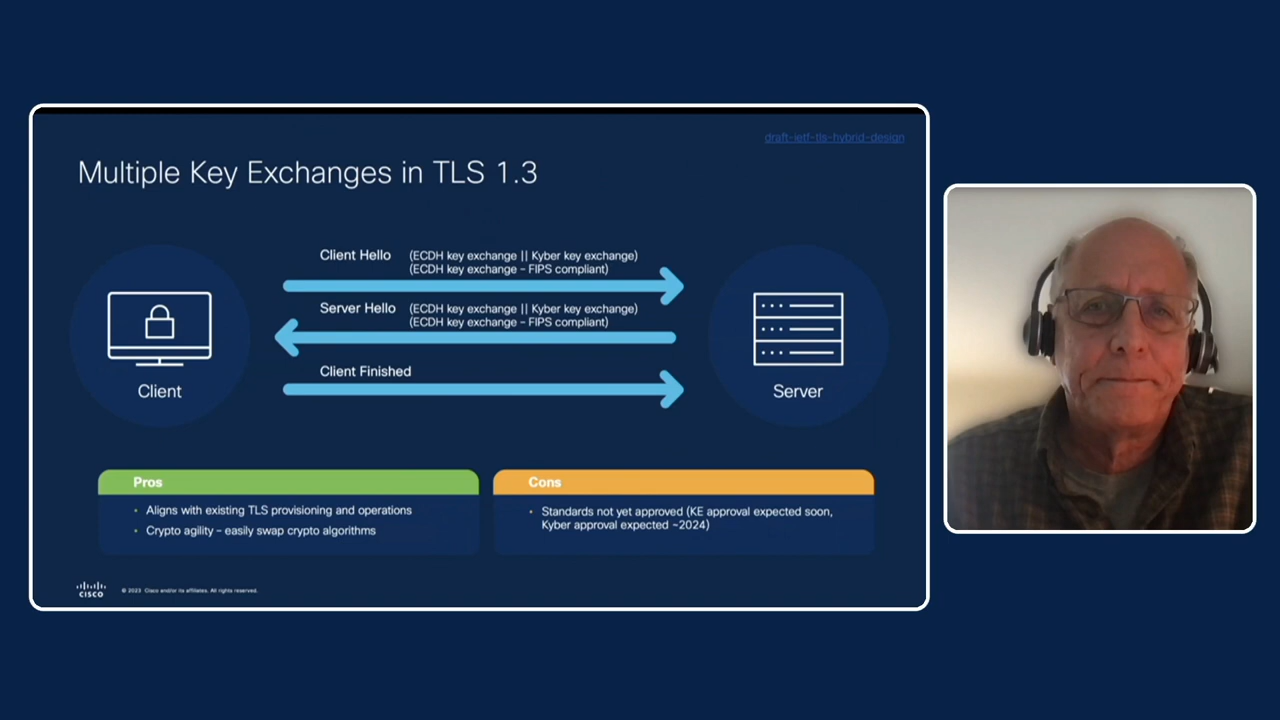 draft-ietf-tls-hybrid-design
Multiple Key Exchanges in TLS 1.3
Client Hello (ECDH key exchange || Kyber key exchange)
(ECDH key exchange – FIPS compliant)
Server Hello (ECDH key exchange || Kyber key exchange)
(ECDH key exchange – FIPS compliant)
Client Finished
Client
Server
Pros
• Aligns with existing TLS provisioning and operations
• Crypto agility – easily swap crypto algorithms
Cons
• Standards not yet approved (KE approval expected soon,
Kyber approval expected ~2024)
CISCO
© 2023 Cisco and/or its affiliates. All rights reserved.